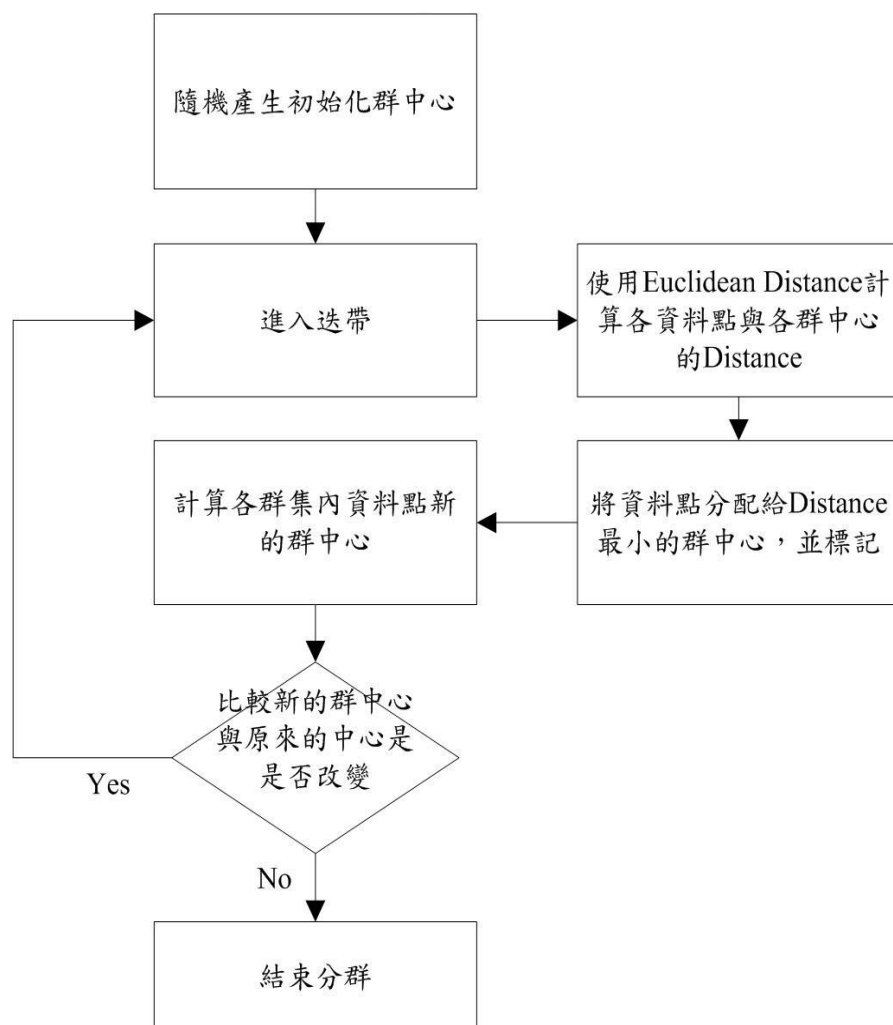 隨機產生初始化群中心
進入迭帶
使用Euclidean Distance計
算各資料點與各群中心
的Distance
將資料點分配給Distance
最小的群中心，並標記
計算各群集內資料點新
的群中心
比較新的群中心
與原來的中心是
是否改變
Yes
No
結束分群